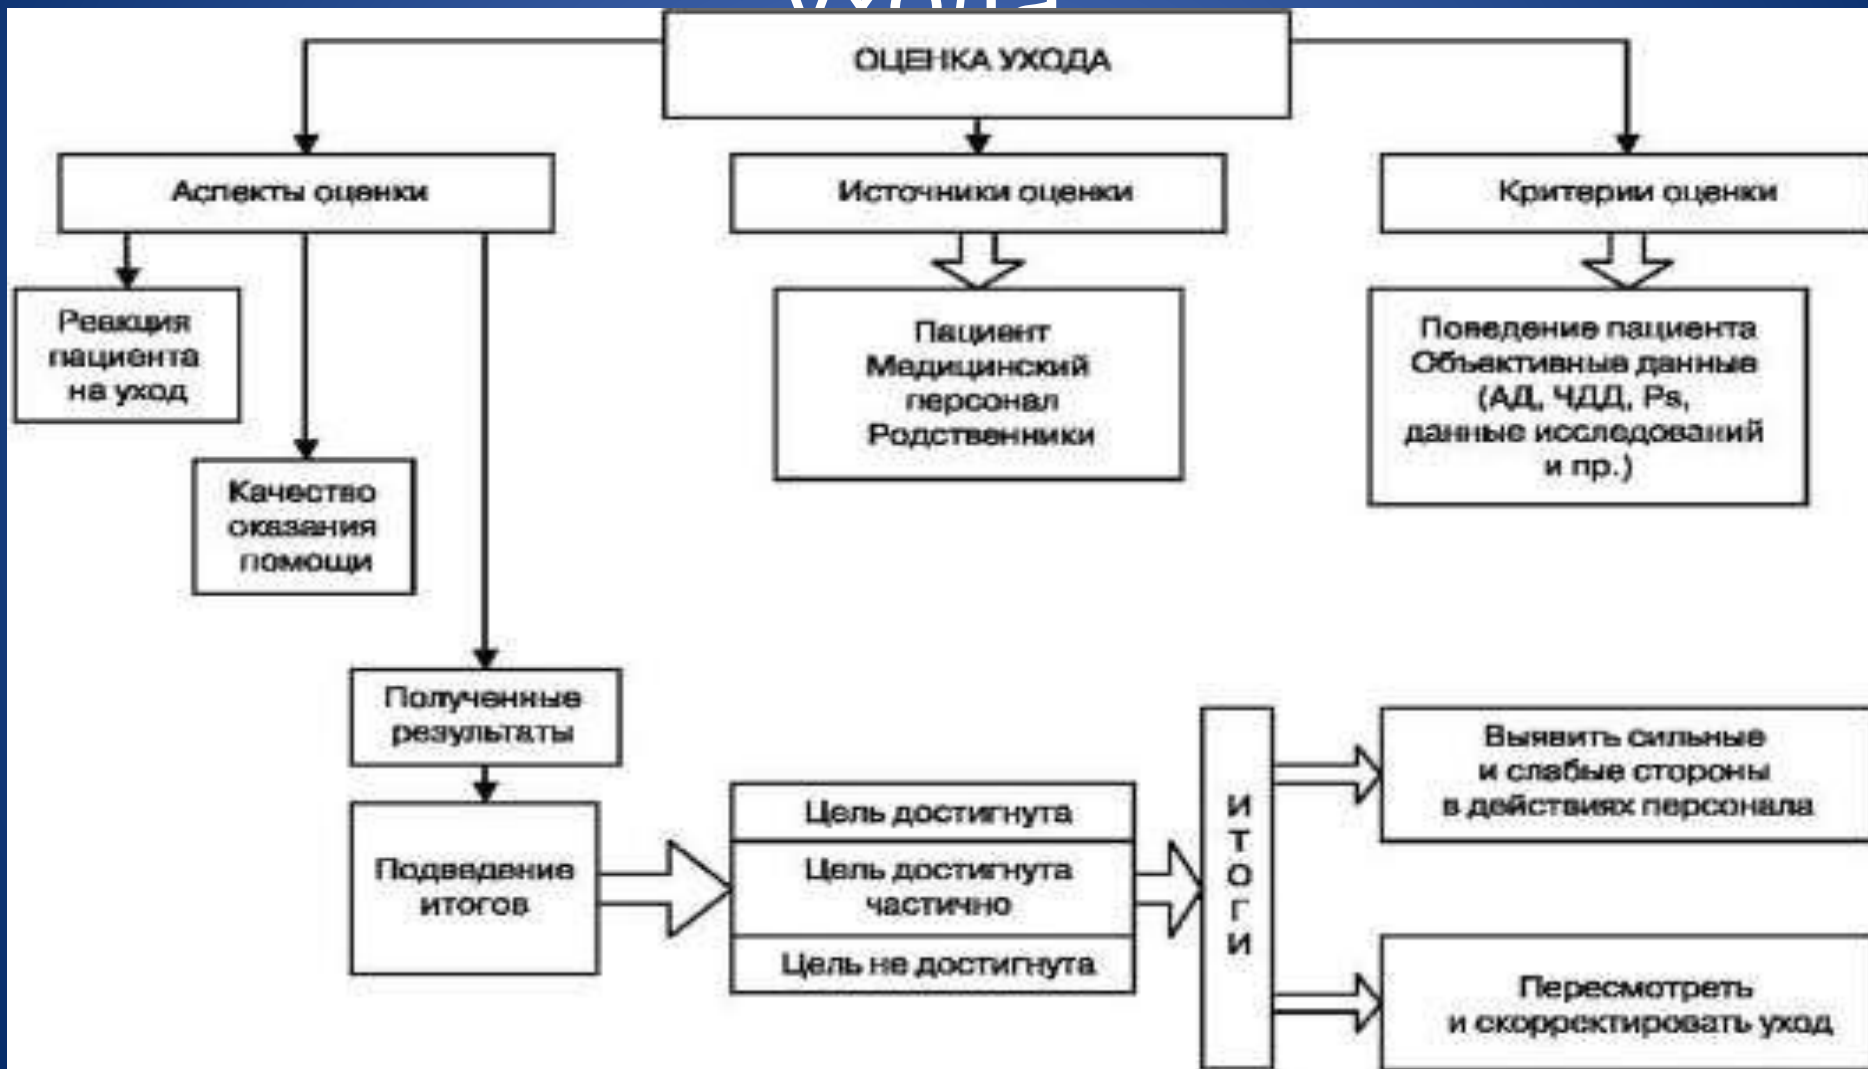 ОЦЕНКА УХОДА
Аспекты оценки
Источники оценки
Критерии оценки
Реакция
пациента
на уход
Пациент
Медицинский
персонал
Родственники
Поведение пациента
Объективные данные
(АД, ЧДД, Ps,
данные исследований
и пр.)
Качество
оказания
помощи
Полученные
результаты
Подведение
итогов
Цель достигнута
Цель достигнута
частично
Цель не достигнута
ИТОГИ
Выявить сильные
и слабые стороны
в действиях персонала
Пересмотреть
и скорректировать уход